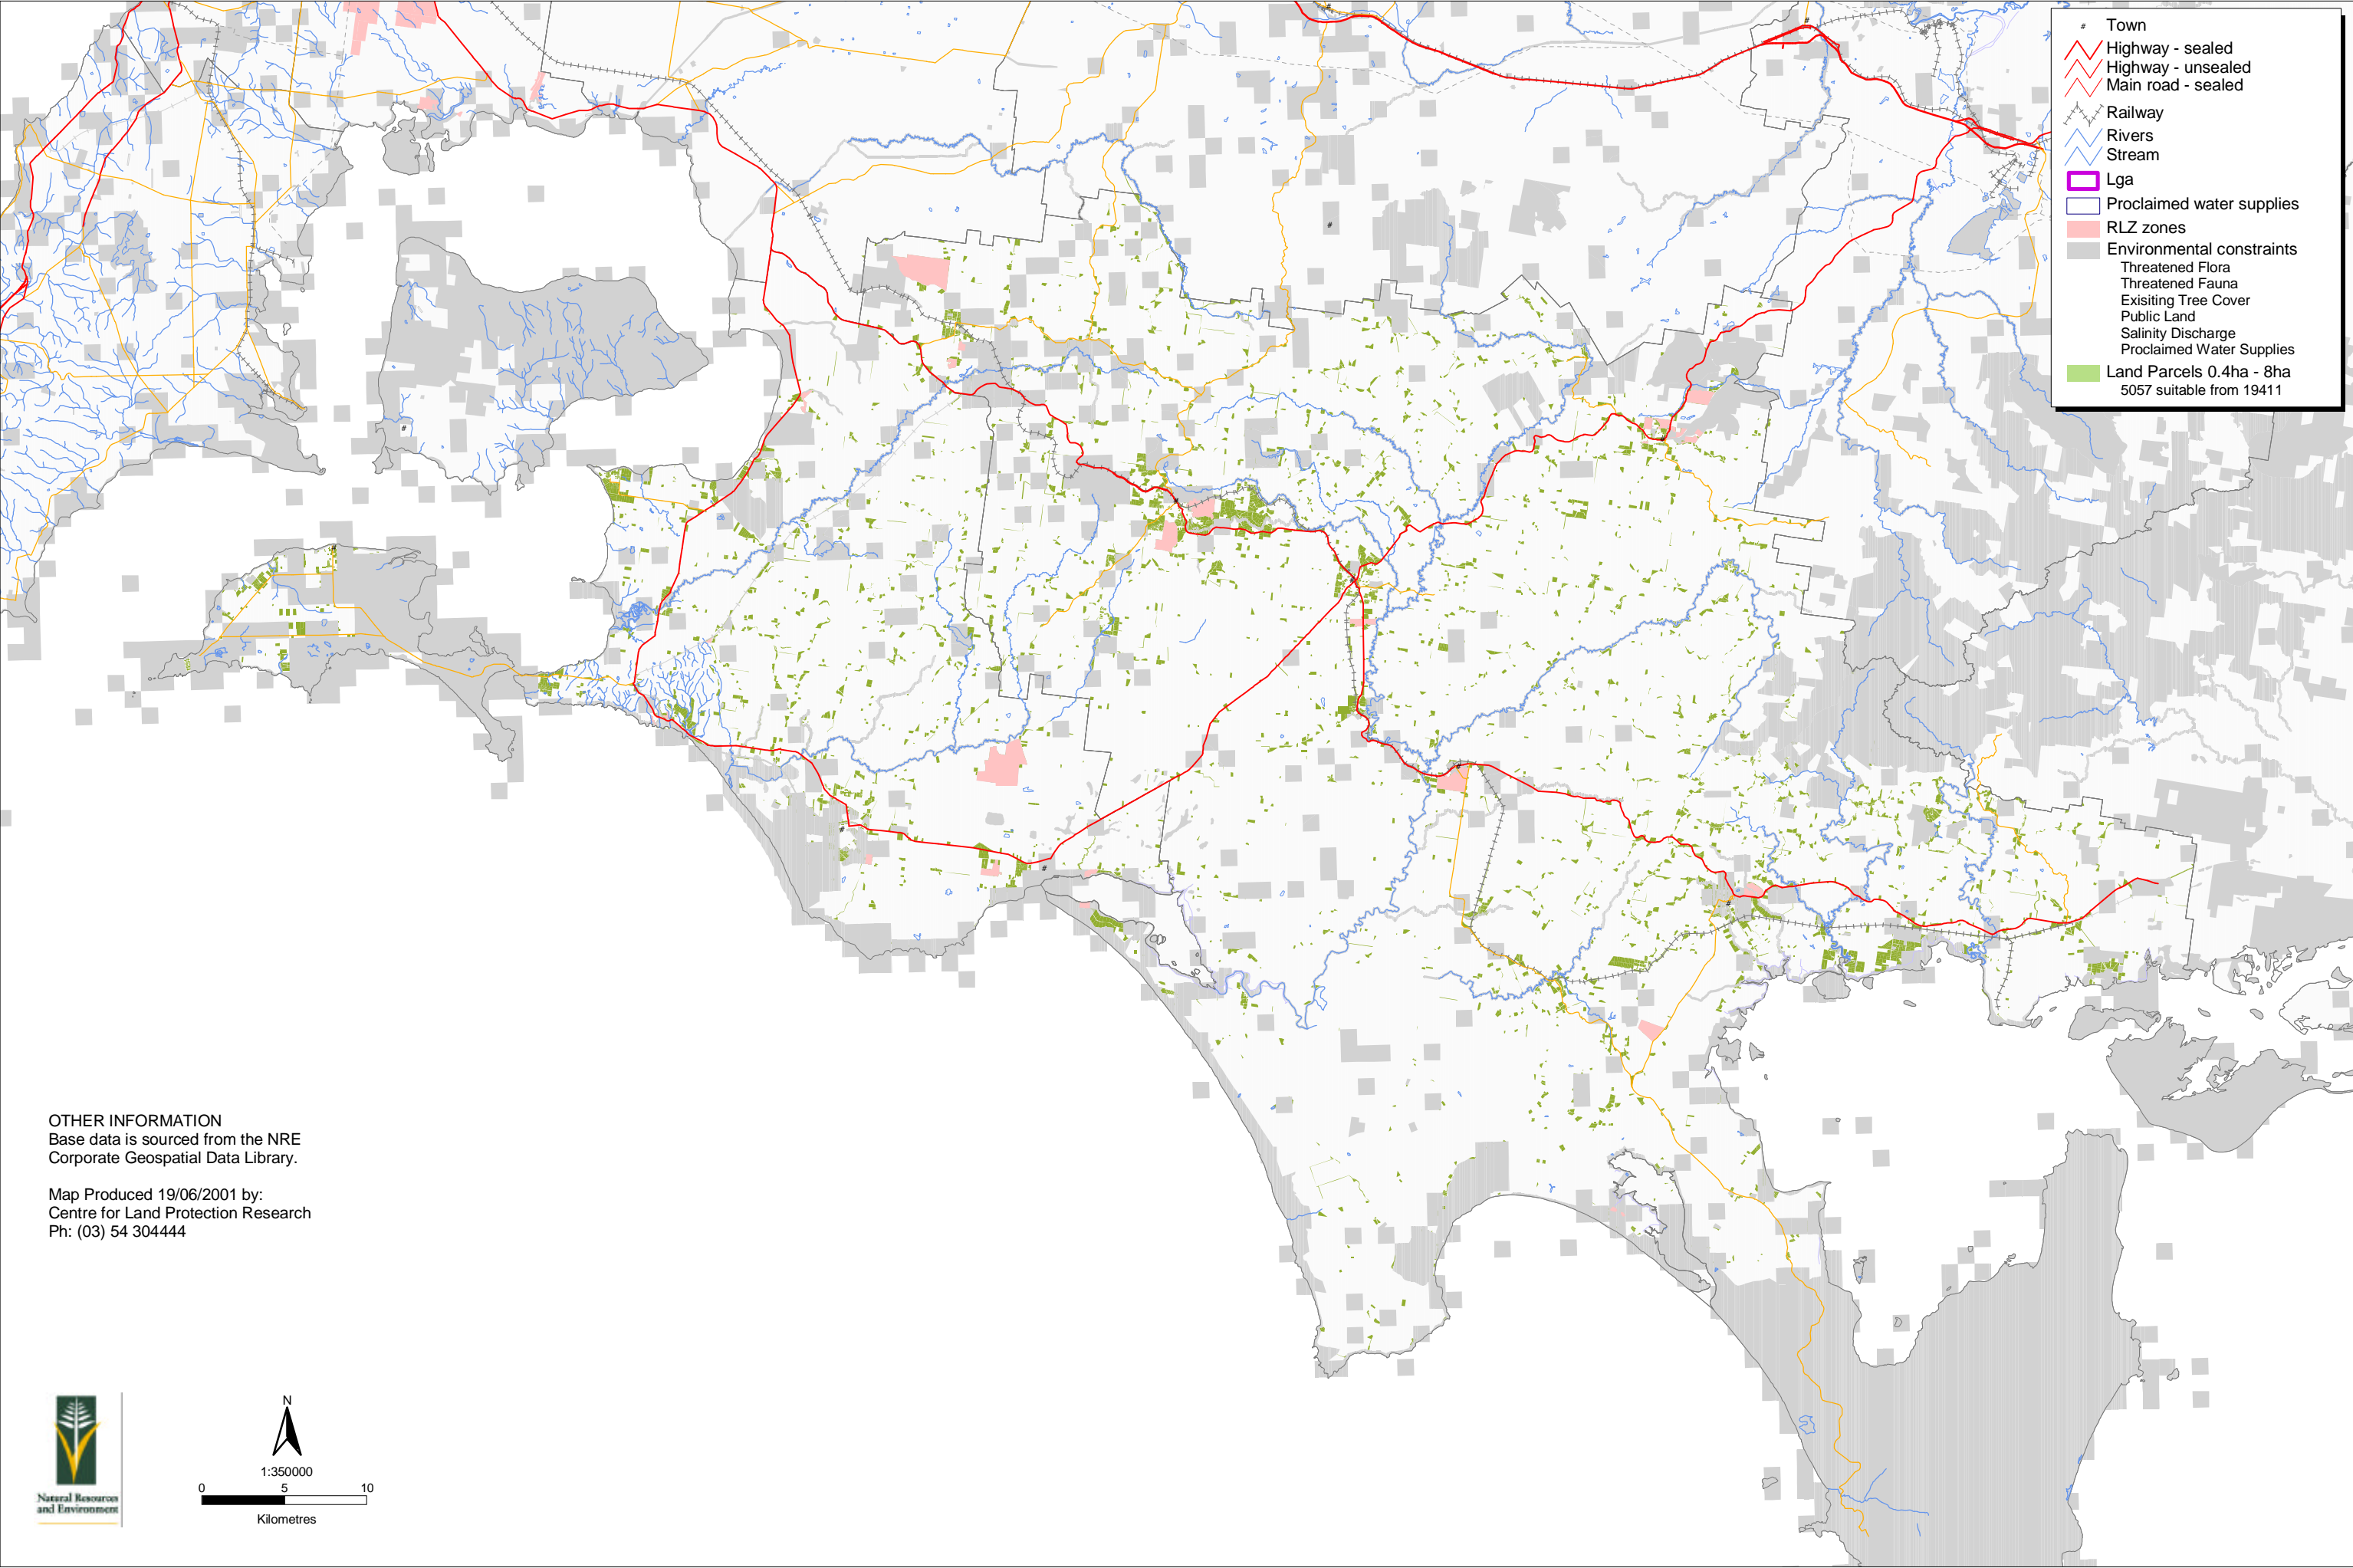 #
Town
Highway - sealed
Highway - unsealed
Main road - sealed
Railway
Rivers
Stream
Lga
Proclaimed water supplies
RLZ zones
Environmental constraints
Threatened Flora
Threatened Fauna
Exisiting Tree Cover
Public Land
Salinity Discharge
Proclaimed Water Supplies
Land Parcels 0.4ha - 8ha
5057 suitable from 19411
OTHER INFORMATION
Base data is sourced from the NRE
Corporate Geospatial Data Library.
Map Produced 19/06/2001 by:
Centre for Land Protection Research
Ph: (03) 54 304444
Natural Resources
and Environment
N
1:350000
0 5 10
Kilometres